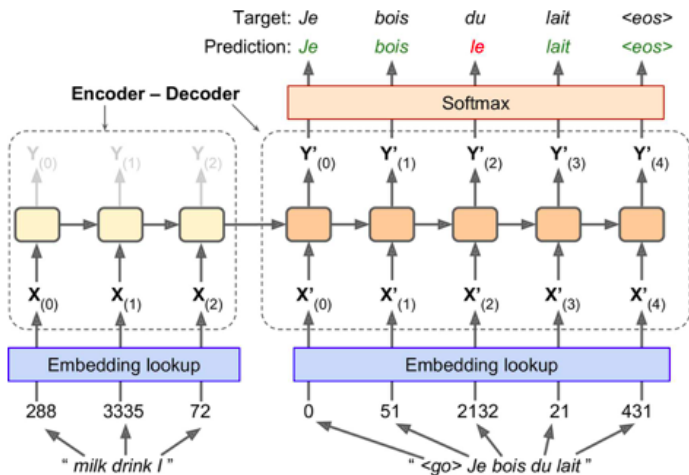 Target: Je bois du lait <eos>
Prediction: Je bois le lait <eos>
Encoder – Decoder
Softmax
Y(0) Y(1) Y(2) Y'(0) Y'(1) Y'(2) Y'(3) Y'(4)
X(0) X(1) X(2) X'(0) X'(1) X'(2) X'(3) X'(4)
Embedding lookup Embedding lookup
288 3335 72 0 51 2132 21 431
“ milk drink I ” “ <go> Je bois du lait ”